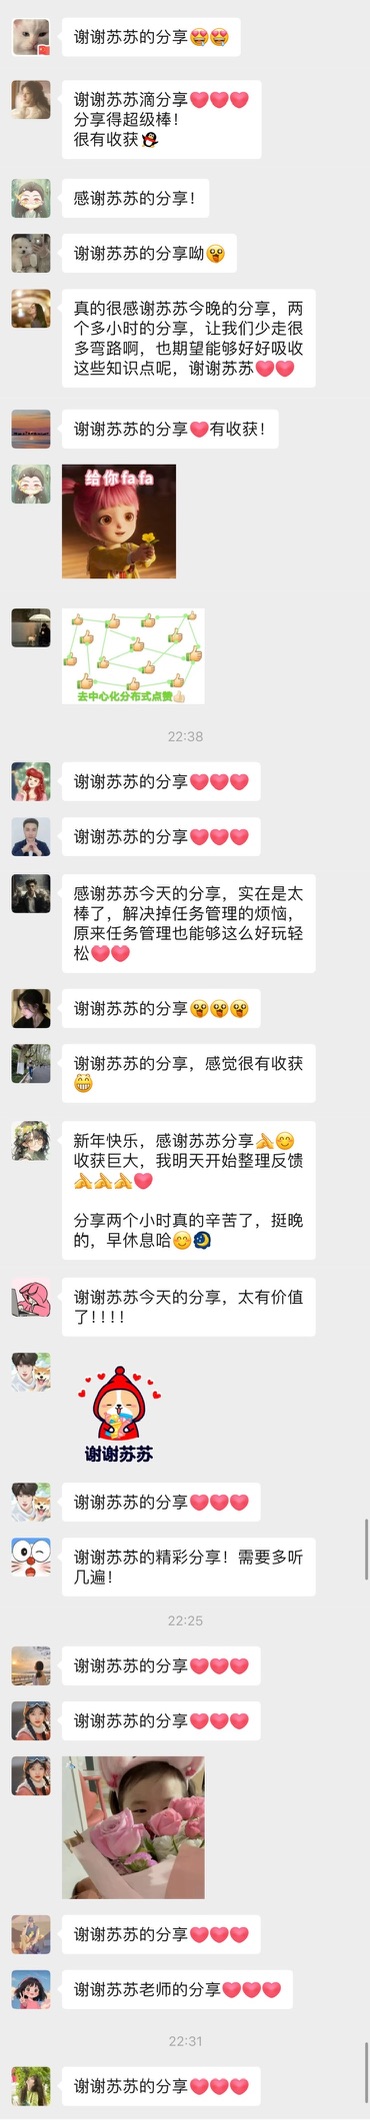 谢谢苏苏的分享😍😍
谢谢苏苏滴分享❤️❤️❤️
分享得超级棒！
很有收获🐧
感谢苏苏的分享！
谢谢苏苏的分享呦😲
真的很感谢苏苏今晚的分享，两
个多小时的分享，让我们少走很
多弯路啊，也期望能够好好吸收
这些知识点呢，谢谢苏苏❤️❤️
谢谢苏苏的分享❤️有收获！
给你fafa
去中心化分布式点赞👍🏻
22:38
谢谢苏苏的分享❤️❤️❤️
谢谢苏苏的分享❤️❤️❤️
感谢苏苏今天的分享，实在是太
棒了，解决掉任务管理的烦恼，
原来任务管理也能够这么好玩轻
松❤️❤️
谢谢苏苏的分享😲😲😲
谢谢苏苏的分享，感觉很有收获
😁
新年快乐，感谢苏苏分享🙏😊
收获巨大，我明天开始整理反馈
🙏🙏🙏❤️
分享两个小时真的辛苦了，挺晚
的，早休息哈😊🌙
谢谢苏苏今天的分享，太有价值
了！！！！
谢谢苏苏
谢谢苏苏的分享❤️❤️❤️
谢谢苏苏的精彩分享！需要多听
几遍！
22:25
谢谢苏苏的分享❤️❤️❤️
谢谢苏苏的分享❤️❤️❤️
谢谢苏苏的分享❤️❤️❤️
谢谢苏苏老师的分享❤️❤️❤️
22:31
谢谢苏苏的分享❤️❤️❤️